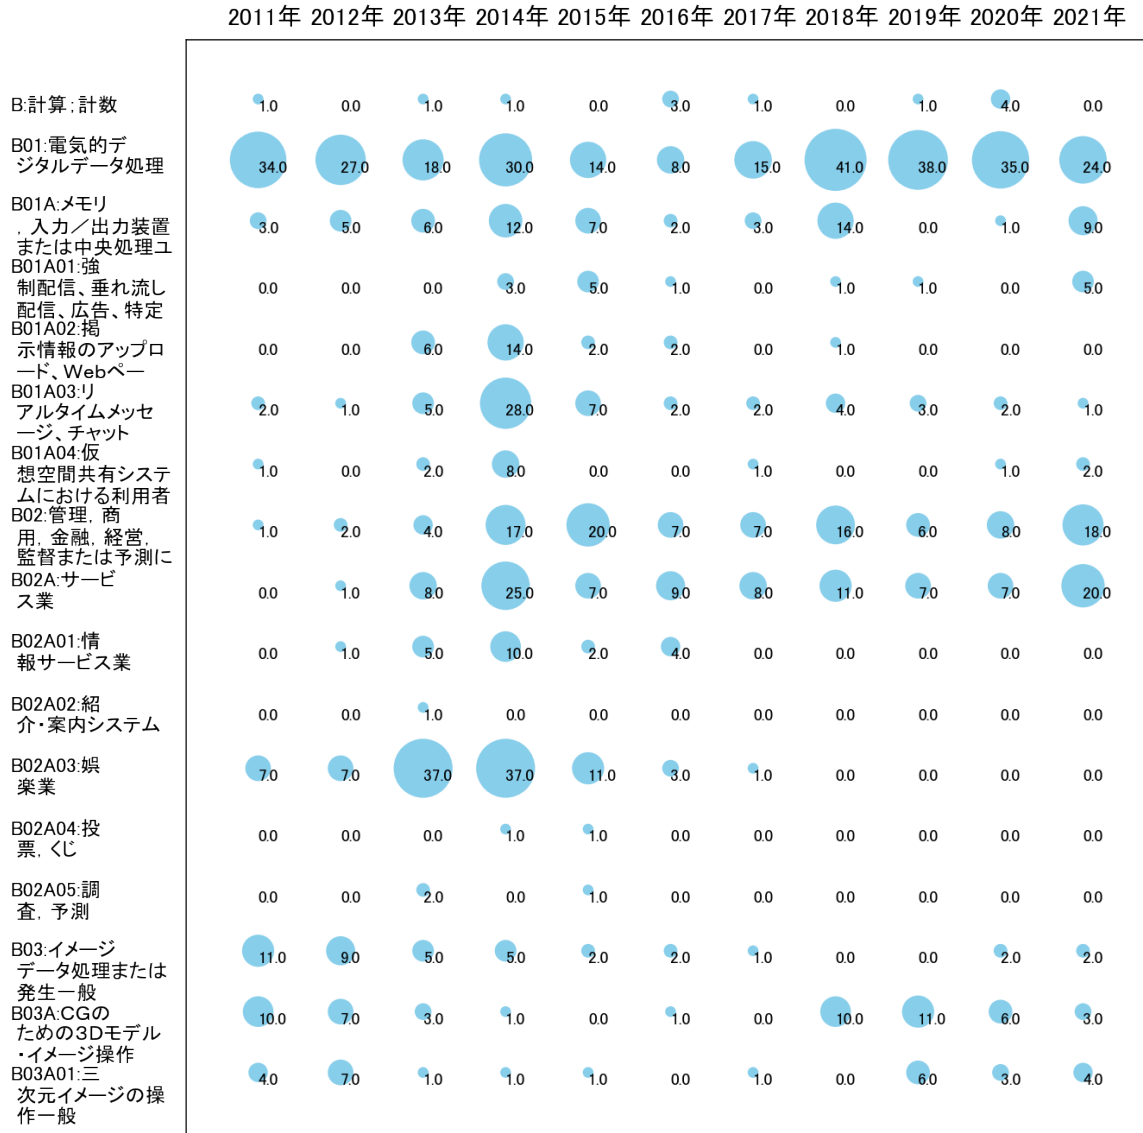 2011年 2012年 2013年 2014年 2015年 2016年 2017年 2018年 2019年 2020年 2021年
B:計算;計数 1.0 0.0 1.0 1.0 0.0 3.0 1.0 0.0 1.0 4.0 0.0
B01:電気的デ
ジタルデータ処理 34.0 27.0 18.0 30.0 14.0 8.0 15.0 41.0 38.0 35.0 24.0
B01A:メモリ
,入力/出力装置 3.0 5.0 6.0 12.0 7.0 2.0 3.0 14.0 0.0 1.0 9.0
または中央処理ユ
B01A01:強
制配信、垂れ流し 0.0 0.0 0.0 3.0 5.0 1.0 0.0 1.0 1.0 0.0 5.0
配信、広告、特定
B01A02:掲
示情報のアップロ 0.0 0.0 6.0 14.0 2.0 2.0 0.0 1.0 0.0 0.0 0.0
ード、Webペー
B01A03:リ
アルタイムメッセ 2.0 1.0 5.0 28.0 7.0 2.0 2.0 4.0 3.0 2.0 1.0
ージ、チャット
B01A04:仮
想空間共有システ 1.0 0.0 2.0 8.0 0.0 0.0 1.0 0.0 0.0 1.0 2.0
ムにおける利用者
B02:管理,商
用,金融,経営, 1.0 2.0 4.0 17.0 20.0 7.0 7.0 16.0 6.0 8.0 18.0
監督または予測に
B02A:サービ
ス業 0.0 1.0 8.0 25.0 7.0 9.0 8.0 11.0 7.0 7.0 20.0
B02A01:情
報サービス業 0.0 1.0 5.0 10.0 2.0 4.0 0.0 0.0 0.0 0.0 0.0
B02A02:紹
介・案内システム 0.0 0.0 1.0 0.0 0.0 0.0 0.0 0.0 0.0 0.0 0.0
B02A03:娯
楽業 7.0 7.0 37.0 37.0 11.0 3.0 1.0 0.0 0.0 0.0 0.0
B02A04:投
票,くじ 0.0 0.0 0.0 1.0 1.0 0.0 0.0 0.0 0.0 0.0 0.0
B02A05:調
査,予測 0.0 0.0 2.0 0.0 1.0 0.0 0.0 0.0 0.0 0.0 0.0
B03:イメージ
データ処理または 11.0 9.0 5.0 5.0 2.0 2.0 1.0 0.0 0.0 2.0 2.0
発生一般
B03A:CGの
ための3Dモデル 10.0 7.0 3.0 1.0 0.0 1.0 0.0 10.0 11.0 6.0 3.0
・イメージ操作
B03A01:三
次元イメージの操 4.0 7.0 1.0 1.0 1.0 0.0 1.0 0.0 6.0 3.0 4.0
作一般